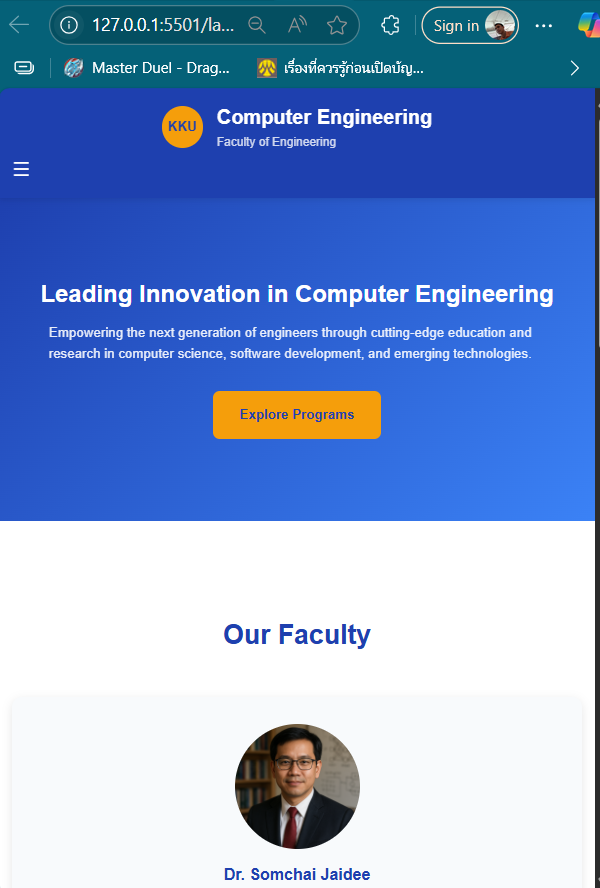 127.0.0.1:5501/la...
Sign in
Master Duel - Drag...
เรื่องที่ควรรู้ก่อนเปิดบัญ...
KKU
Computer Engineering
Faculty of Engineering
Leading Innovation in Computer Engineering
Empowering the next generation of engineers through cutting-edge education and
research in computer science, software development, and emerging technologies.
Explore Programs
Our Faculty
Dr. Somchai Jaidee